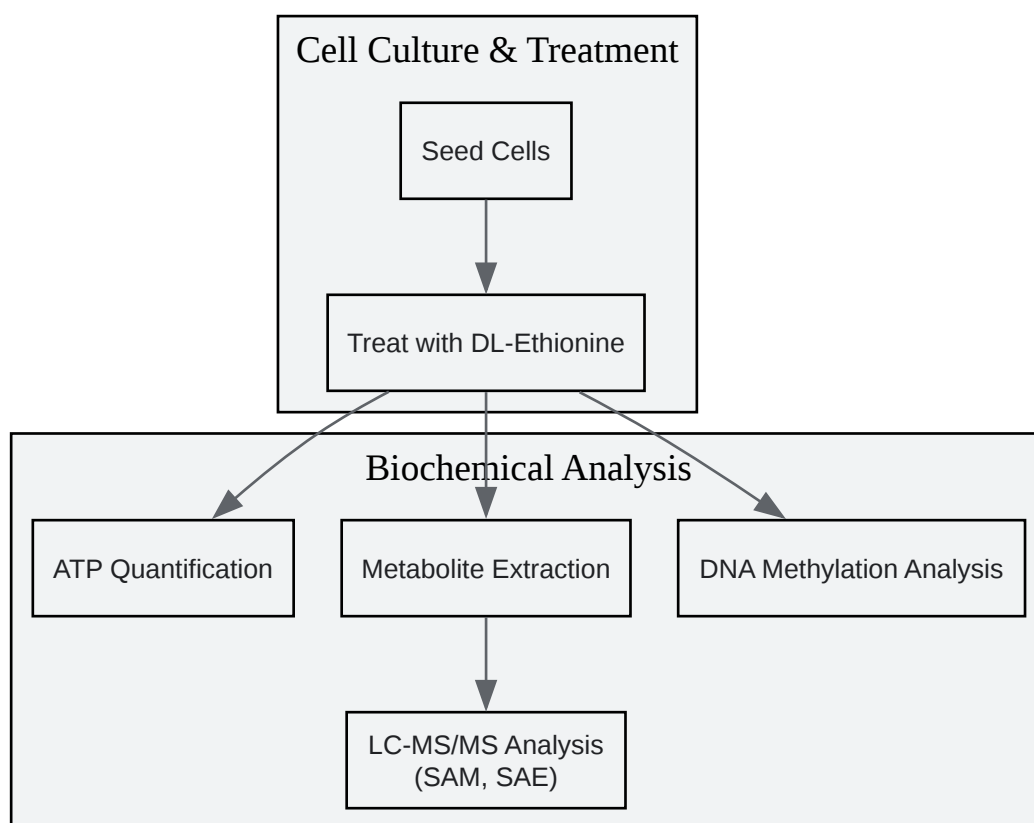 Cell Culture & Treatment
Seed Cells
Treat with DL-Ethionine
Biochemical Analysis
ATP Quantification
Metabolite Extraction
DNA Methylation Analysis
LC-MS/MS Analysis
(SAM, SAE)